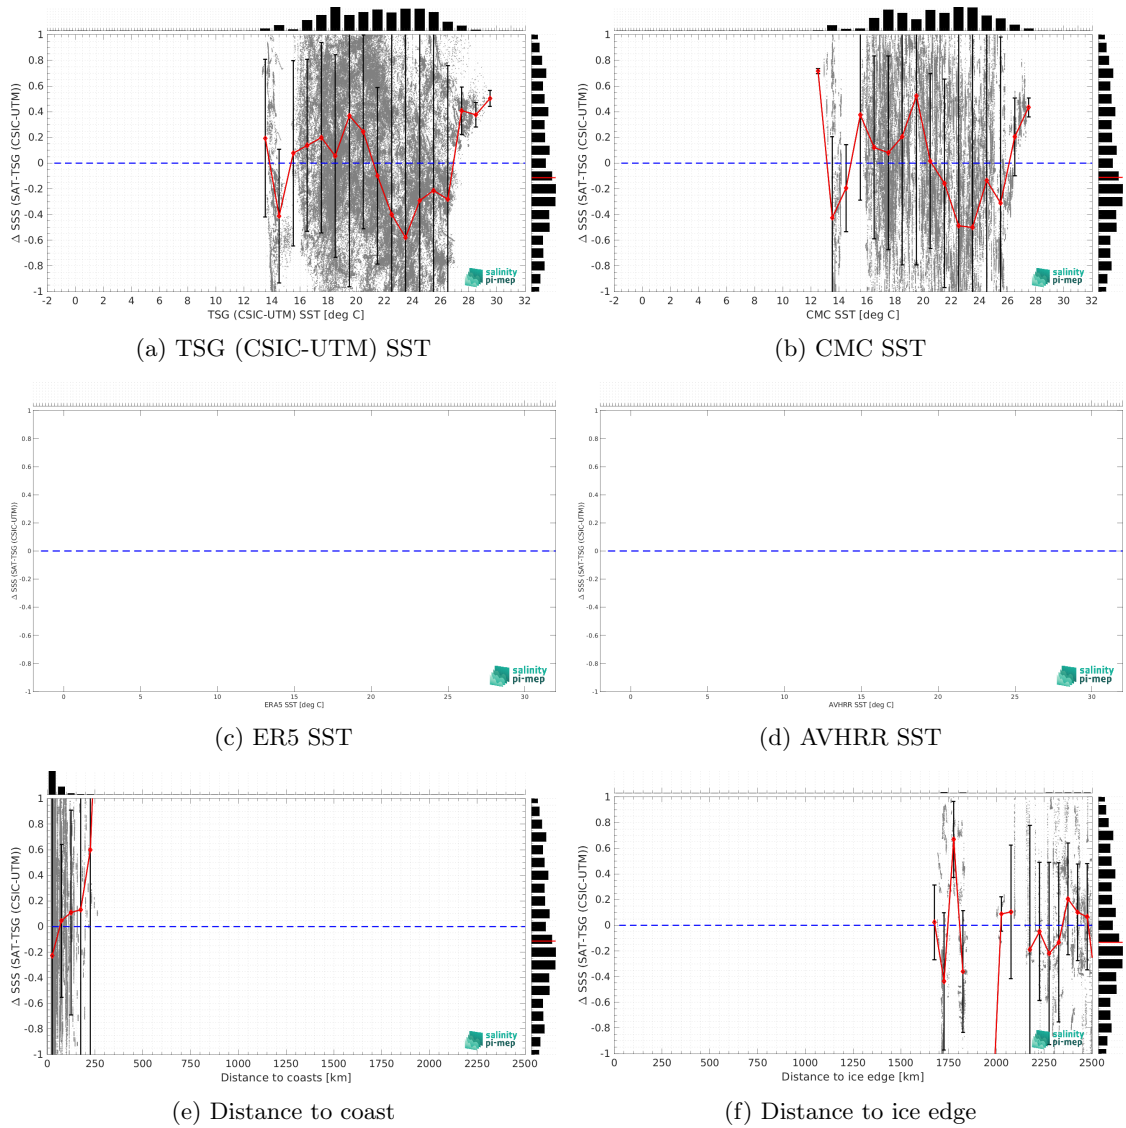 1
0.8
0.6
0.4
0.2
0
-0.2
-0.4
-0.6
-0.8
-1
Δ SSS (SAT-TSG (CSIC-UTM))
-2 0 2 4 6 8 10 12 14 16 18 20 22 24 26 28 30 32
TSG (CSIC-UTM) SST [deg C]
salinity
pi-mep
(a) TSG (CSIC-UTM) SST
1
0.8
0.6
0.4
0.2
0
-0.2
-0.4
-0.6
-0.8
-1
Δ SSS (SAT-TSG (CSIC-UTM))
-2 0 2 4 6 8 10 12 14 16 18 20 22 24 26 28 30 32
CMC SST [deg C]
salinity
pi-mep
(b) CMC SST
1
0.8
0.6
0.4
0.2
0
-0.2
-0.4
-0.6
-0.8
-1
Δ SSS (SAT-TSG (CSIC-UTM))
0 5 10 15 20 25 30
ERA5 SST [deg C]
salinity
pi-mep
(c) ER5 SST
1
0.8
0.6
0.4
0.2
0
-0.2
-0.4
-0.6
-0.8
-1
Δ SSS (SAT-TSG (CSIC-UTM))
0 5 10 15 20 25 30
AVHRR SST [deg C]
salinity
pi-mep
(d) AVHRR SST
1
0.8
0.6
0.4
0.2
0
-0.2
-0.4
-0.6
-0.8
-1
Δ SSS (SAT-TSG (CSIC-UTM))
0 250 500 750 1000 1250 1500 1750 2000 2250 2500
Distance to coasts [km]
salinity
pi-mep
(e) Distance to coast
1
0.8
0.6
0.4
0.2
0
-0.2
-0.4
-0.6
-0.8
-1
Δ SSS (SAT-TSG (CSIC-UTM))
0 250 500 750 1000 1250 1500 1750 2000 2250 2500
Distance to ice edge [km]
salinity
pi-mep
(f) Distance to ice edge